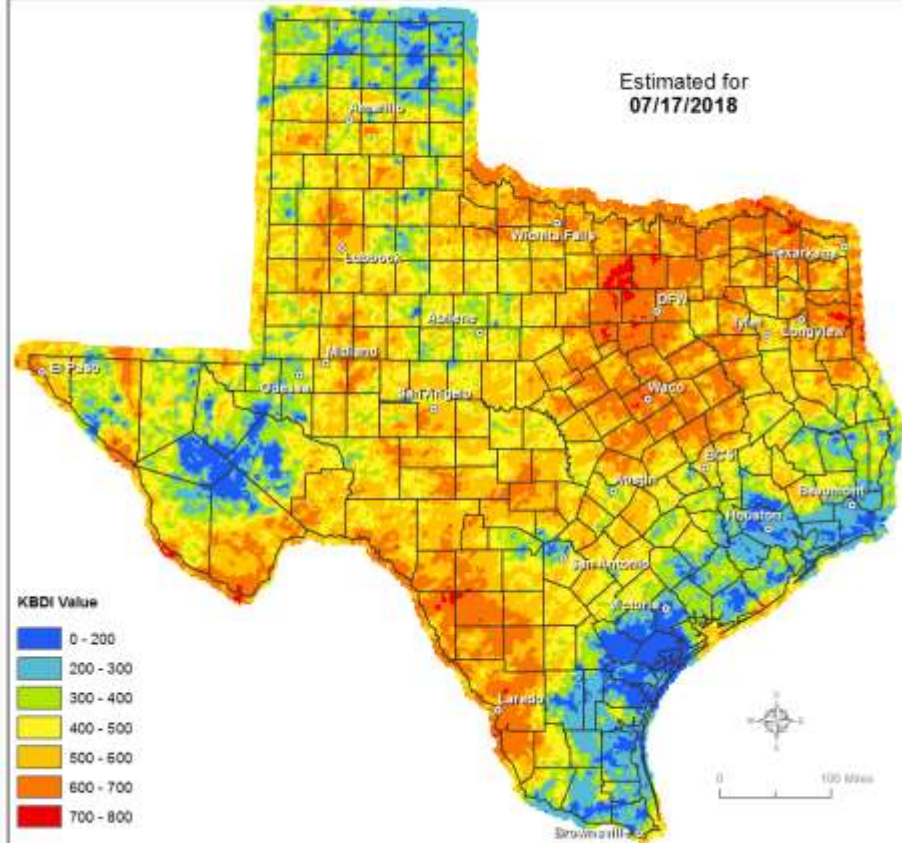 Estimated for
07/17/2018
Amarillo
Wichita Falls
Lubbock
Texarkana
DFW
Abilene
Tyler
Longview
Midland
El Paso
Odessa
San Angelo
Waco
BCS
Austin
Beaumont
Houston
San Antonio
Victoria
KBDI Value
0 - 200
200 - 300
300 - 400
400 - 500
500 - 600
600 - 700
700 - 800
Laredo
N
W E
S
0 100 Miles
Brownsville